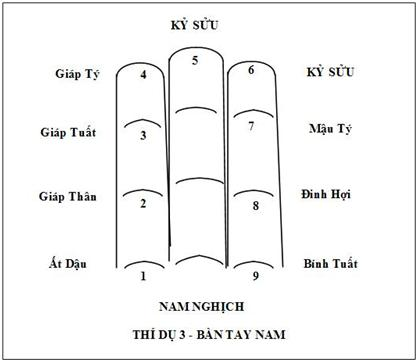 KỶ SỬU
Giáp Tý 4 5 6 KỶ SỬU
Giáp Tuất 3 7 Mậu Tý
Giáp Thân 2 8 Đinh Hợi
Ất Dậu 1 9 Bính Tuất
NAM NGHỊCH
THÍ DỤ 3 - BÀN TAY NAM